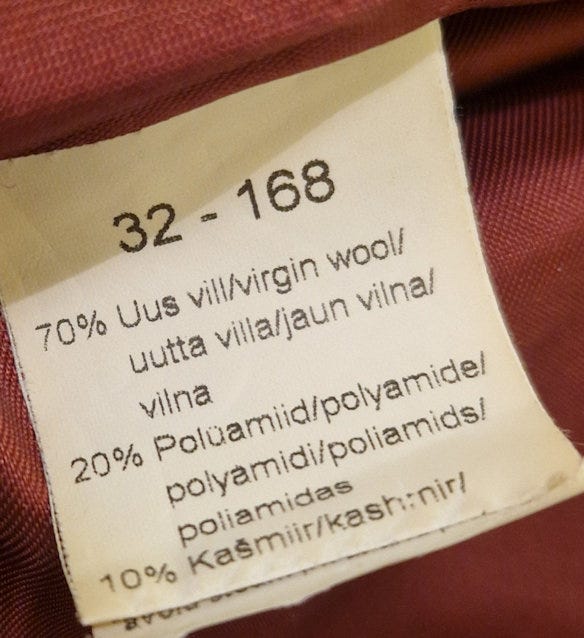 32 - 168
70% Uus vill/virgin wool/
uutta villa/jaun vilna/
vilna
20% Polüamiid/polyamide/
polyamidi/poliamids/
poliamidas
10% Kašmiir/kashmir/